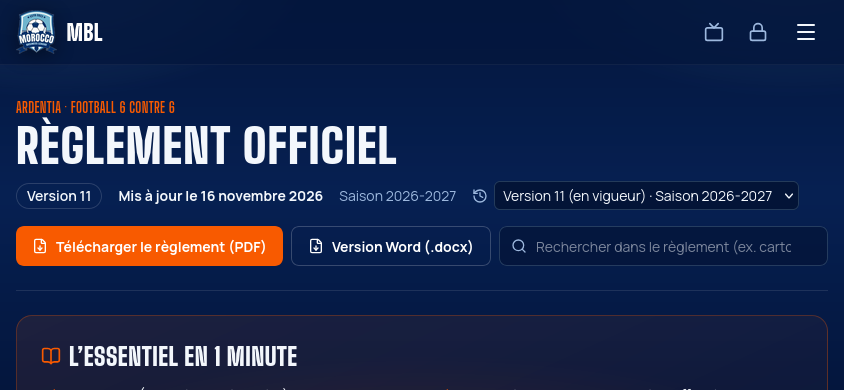 MOROCCO
MBL
ARDENTIA · FOOTBALL 6 CONTRE 6
RÈGLEMENT OFFICIEL
Version 11 Mis à jour le 16 novembre 2026 Saison 2026-2027 Version 11 (en vigueur) · Saison 2026-2027
Télécharger le règlement (PDF) Version Word (.docx) Rechercher dans le règlement (ex. carto
L'ESSENTIEL EN 1 MINUTE